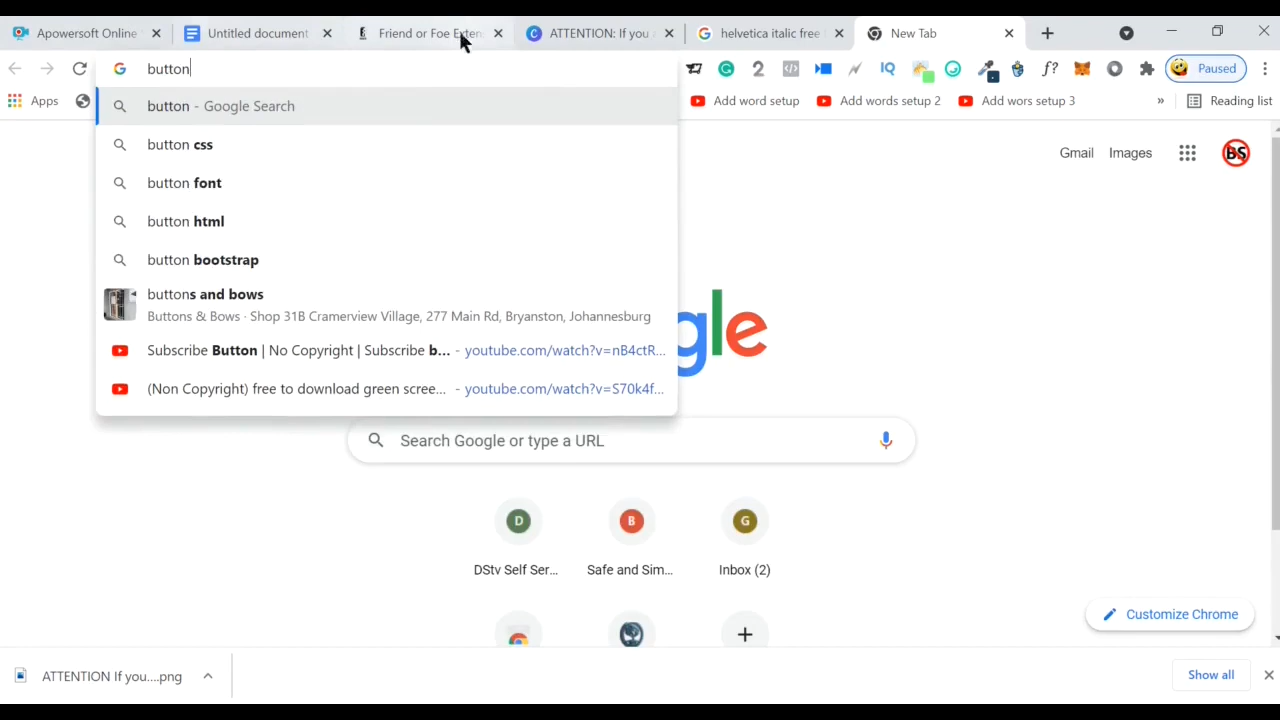 Apowersoft Online
Untitled document
Friend or Foe Exten
ATTENTION: If you
helvetica italic free
New Tab
button
Paused
Apps
Add word setup
Add words setup 2
Add wors setup 3
»
Reading list
button - Google Search
button css
button font
button html
button bootstrap
buttons and bows
Buttons & Bows · Shop 31B Cramerview Village, 277 Main Rd, Bryanston, Johannesburg
Subscribe Button | No Copyright | Subscribe b... - youtube.com/watch?v=nB4ctR...
(Non Copyright) free to download green scree... - youtube.com/watch?v=S70k4f...
Gmail Images
BS
gle
Search Google or type a URL
D
B
G
DStv Self Ser...
Safe and Sim...
Inbox (2)
Customize Chrome
ATTENTION If you....png
Show all